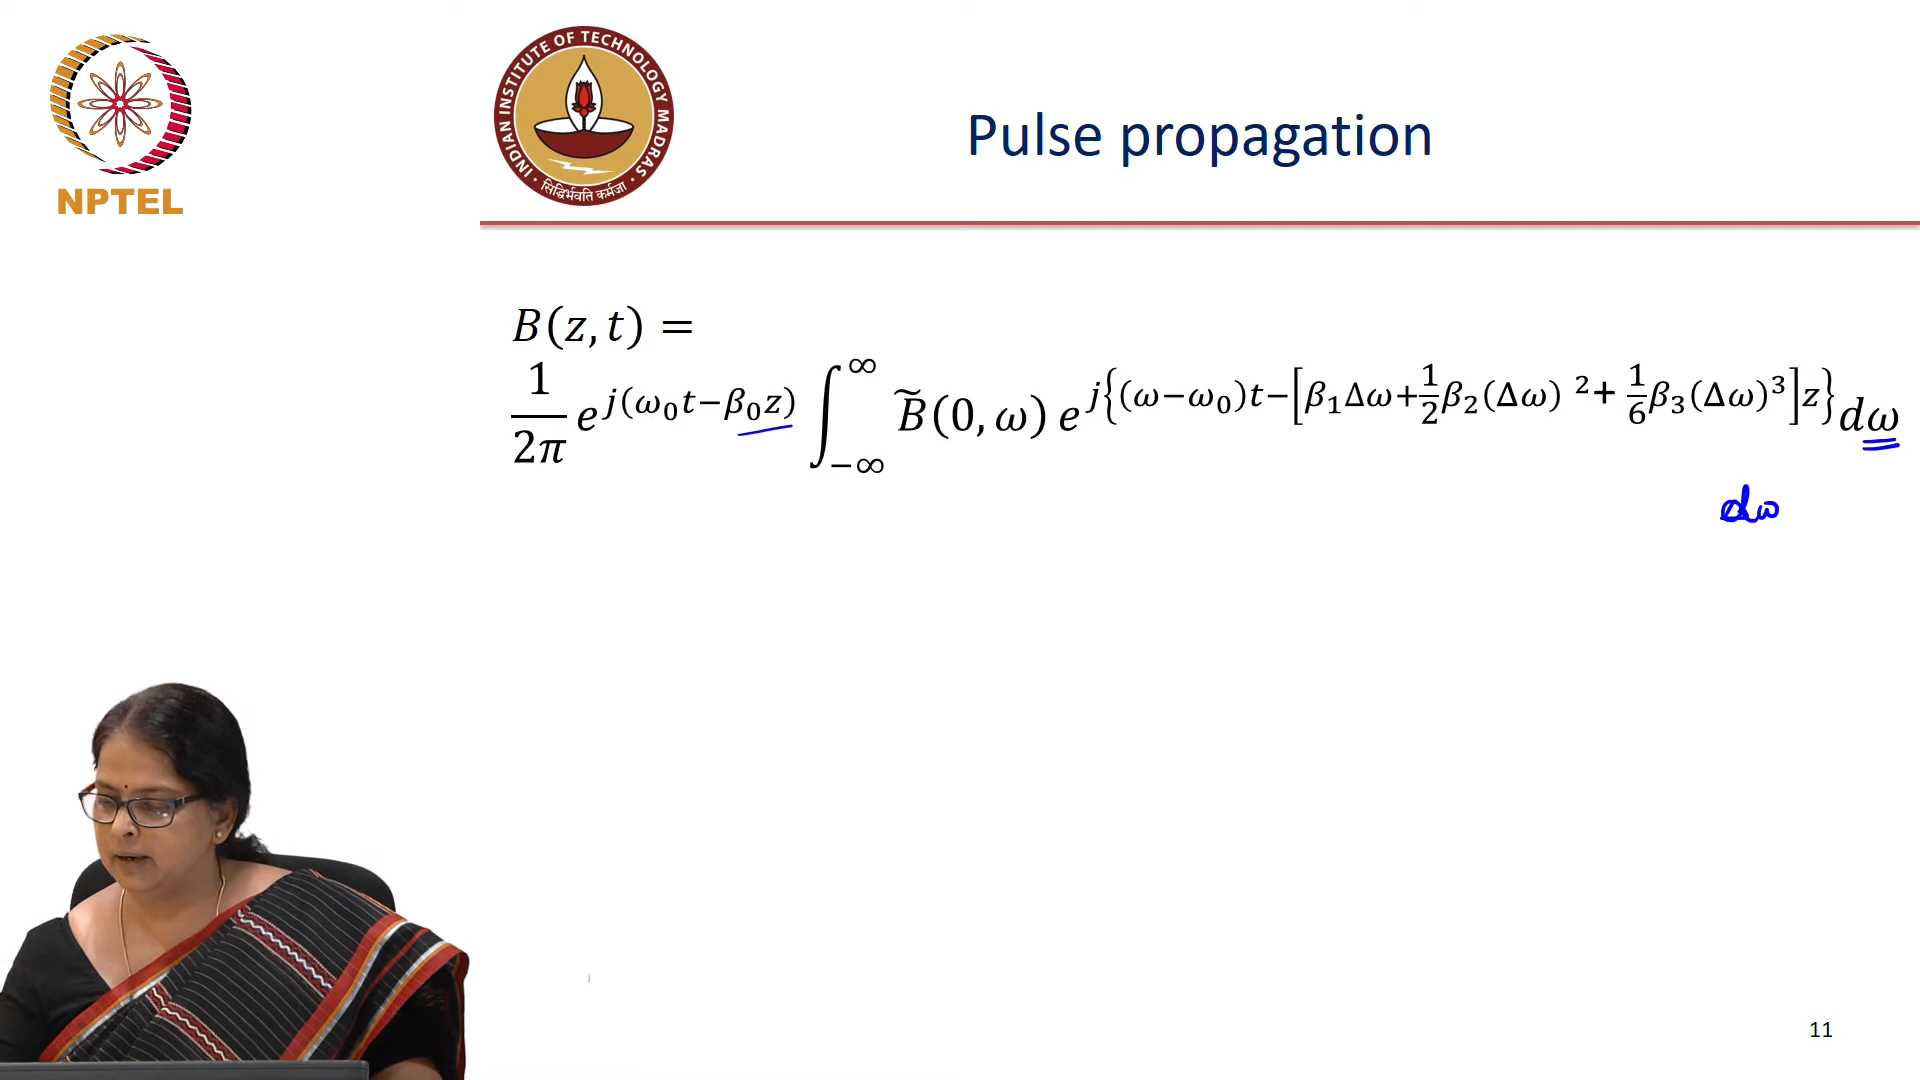 INDIAN INSTITUTE OF TECHNOLOGY MADRAS
सिद्धिर्भवति कर्मजा
NPTEL
Pulse propagation
B(z, t) =
1/2π e^{j(ω₀t−β₀z)} ∫_{−∞}^{∞} B̃(0, ω) e^{j{(ω−ω₀)t−[β₁Δω+1/2β₂(Δω)²+1/6β₃(Δω)³]z}} dω
dω
11